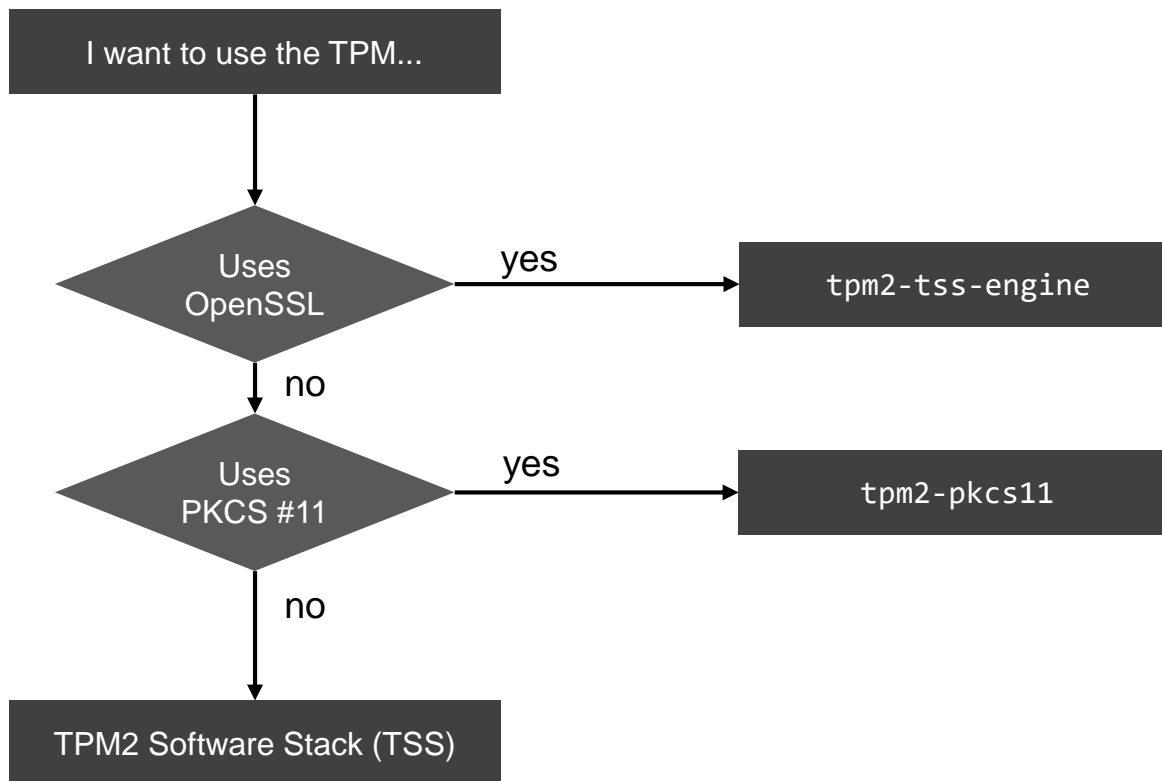 I want to use the TPM...
Uses
OpenSSL
yes
tpm2-tss-engine
no
Uses
PKCS #11
yes
tpm2-pkcs11
no
TPM2 Software Stack (TSS)